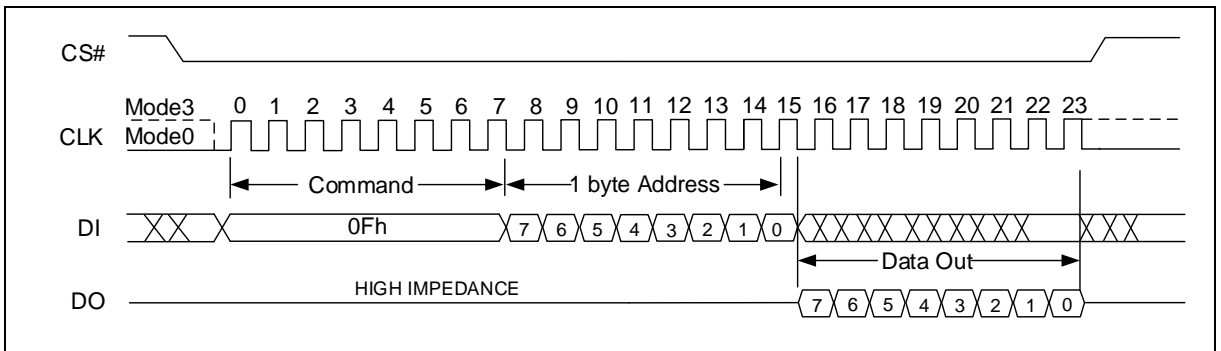 CS#
Mode3 0 1 2 3 4 5 6 7 8 9 10 11 12 13 14 15 16 17 18 19 20 21 22 23
CLK Mode0
Command 1 byte Address
DI 0Fh 7 6 5 4 3 2 1 0
Data Out
DO HIGH IMPEDANCE 7 6 5 4 3 2 1 0